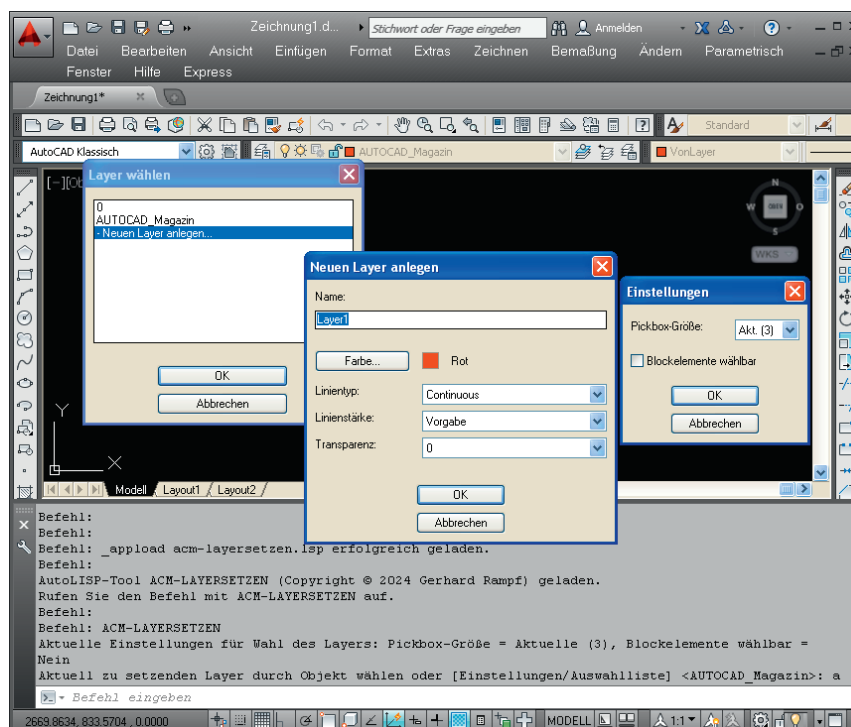 Zeichnung1.d...
Stichwort oder Frage eingeben
Anmelden
Datei Bearbeiten Ansicht Einfügen Format Extras Zeichnen Bemaßung Ändern Parametrisch
Fenster Hilfe Express
Zeichnung1*
Standard
AutoCAD Klassisch
AUTOCAD_Magazin
VonLayer
Layer wählen
0
AUTOCAD_Magazin
- Neuen Layer anlegen...
OK
Abbrechen
Neuen Layer anlegen
Name:
Layer1
Farbe... Rot
Linientyp: Continuous
Linienstärke: Vorgabe
Transparenz: 0
OK
Abbrechen
Einstellungen
Pickbox-Größe: Akt. (3)
Blockelemente wählbar
OK
Abbrechen
N
W OBEN O
S
WKS
Y
X
Modell Layout1 Layout2
Befehl:
Befehl:
Befehl: _appload acm-layersetzen.lsp erfolgreich geladen.
Befehl:
AutoLISP-Tool ACM-LAYERSETZEN (Copyright © 2024 Gerhard Rampf) geladen.
Rufen Sie den Befehl mit ACM-LAYERSETZEN auf.
Befehl:
Befehl: ACM-LAYERSETZEN
Aktuelle Einstellungen für Wahl des Layers: Pickbox-Größe = Aktuelle (3), Blockelemente wählbar =
Nein
Aktuell zu setzenden Layer durch Objekt wählen oder [Einstellungen/Auswahlliste] <AUTOCAD_Magazin>: a
Befehl eingeben
2669.8634, 833.5704 , 0.0000
MODELL
1:1